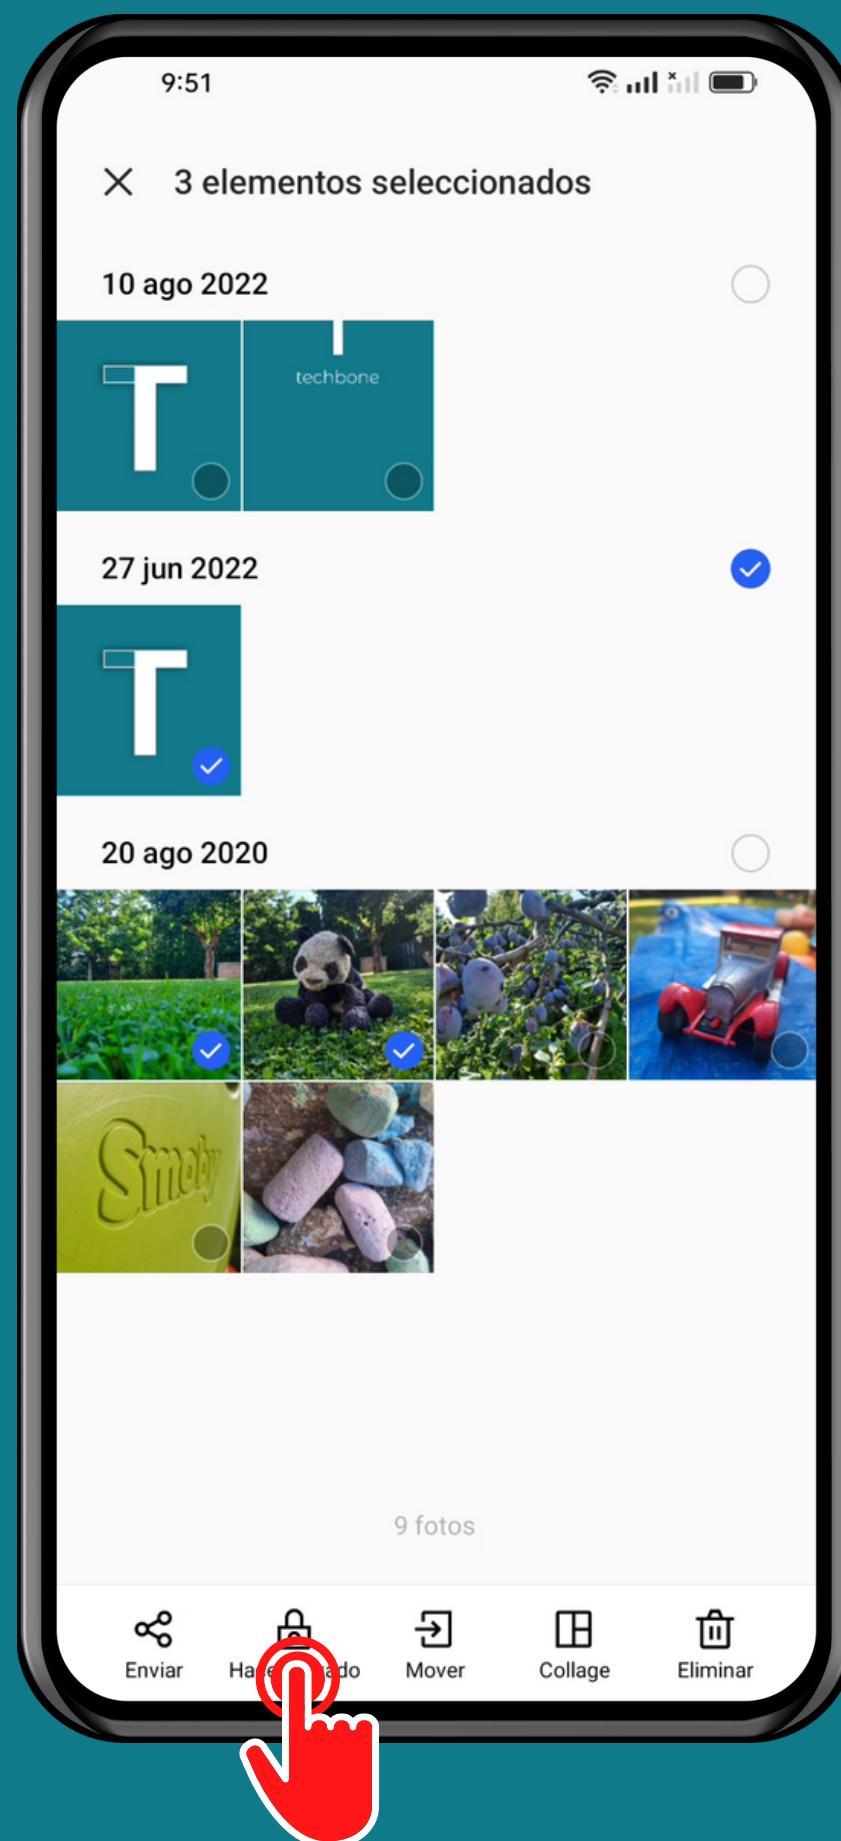 9:51
3 elementos seleccionados
10 ago 2022
T
techbone
27 jun 2022
T
20 ago 2020
Smoby
9 fotos
Enviar
Mover
Collage
Eliminar